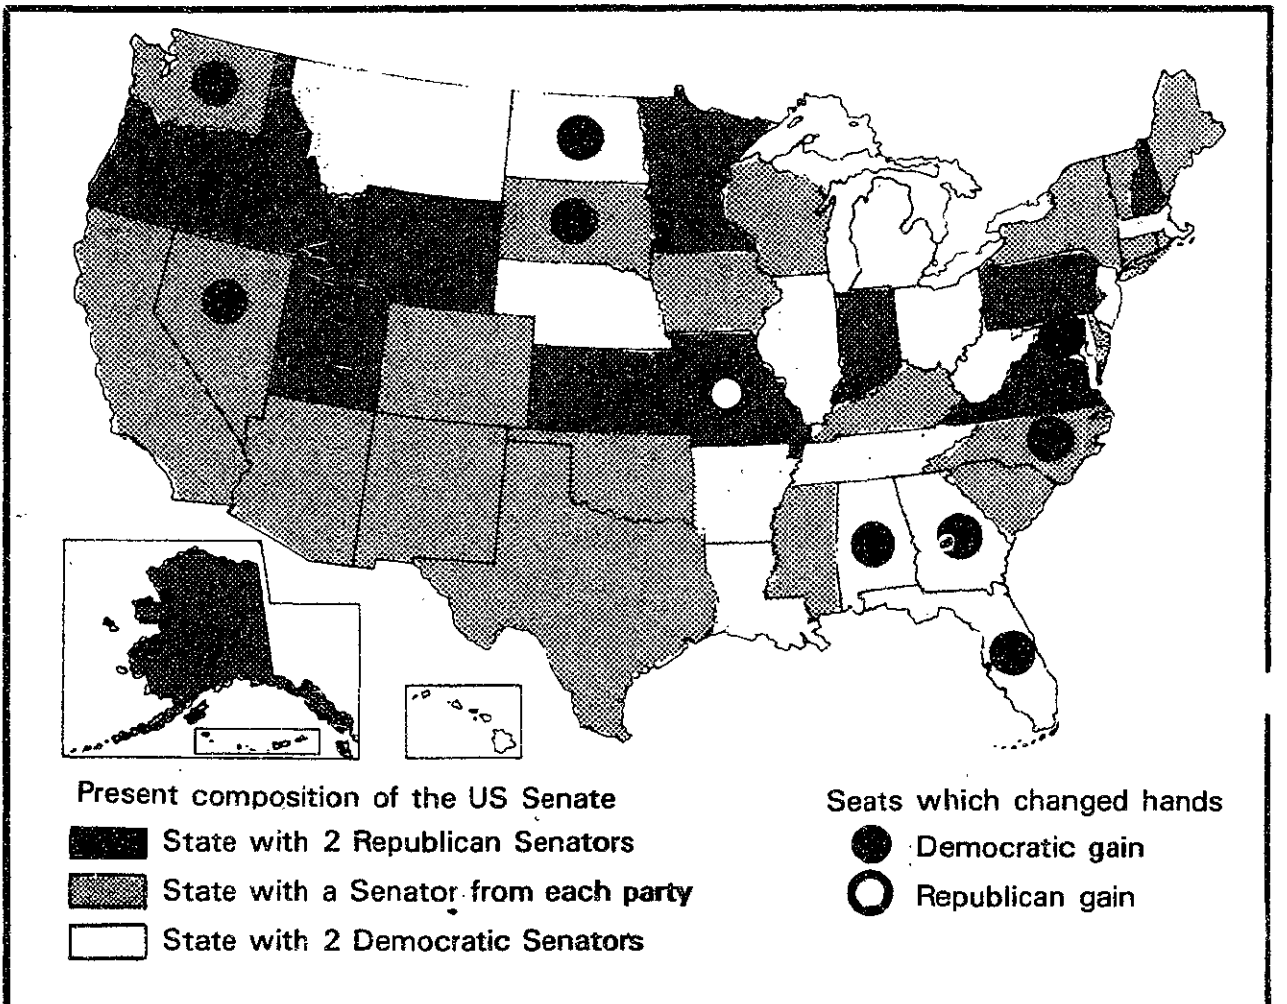 Present composition of the US Senate
State with 2 Republican Senators
State with a Senator from each party
State with 2 Democratic Senators
Seats which changed hands
Democratic gain
Republican gain